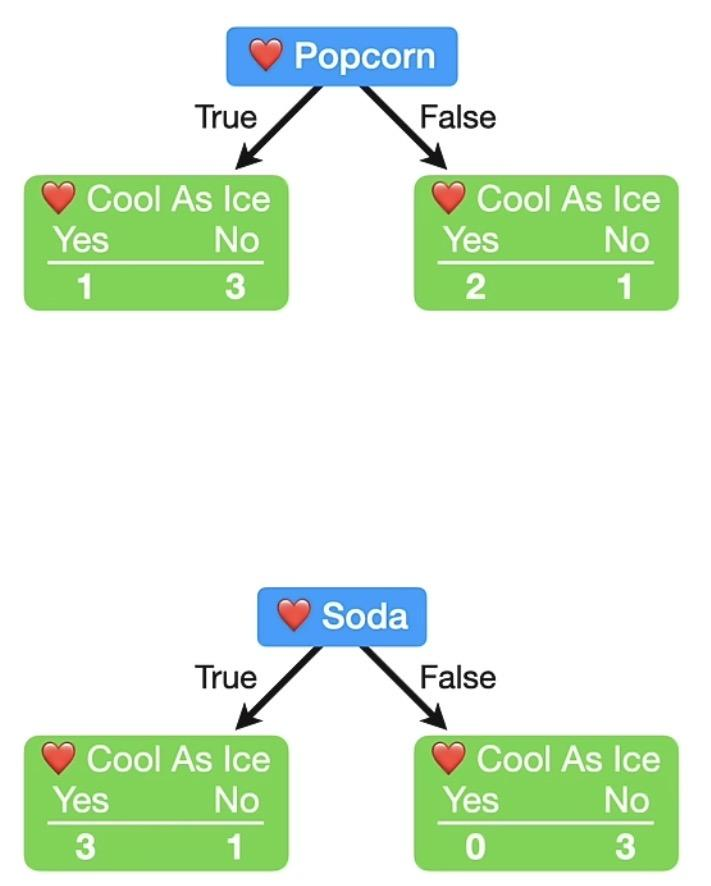 ❤️ Popcorn
True False
❤️ Cool As Ice ❤️ Cool As Ice
Yes No Yes No
1 3 2 1
❤️ Soda
True False
❤️ Cool As Ice ❤️ Cool As Ice
Yes No Yes No
3 1 0 3